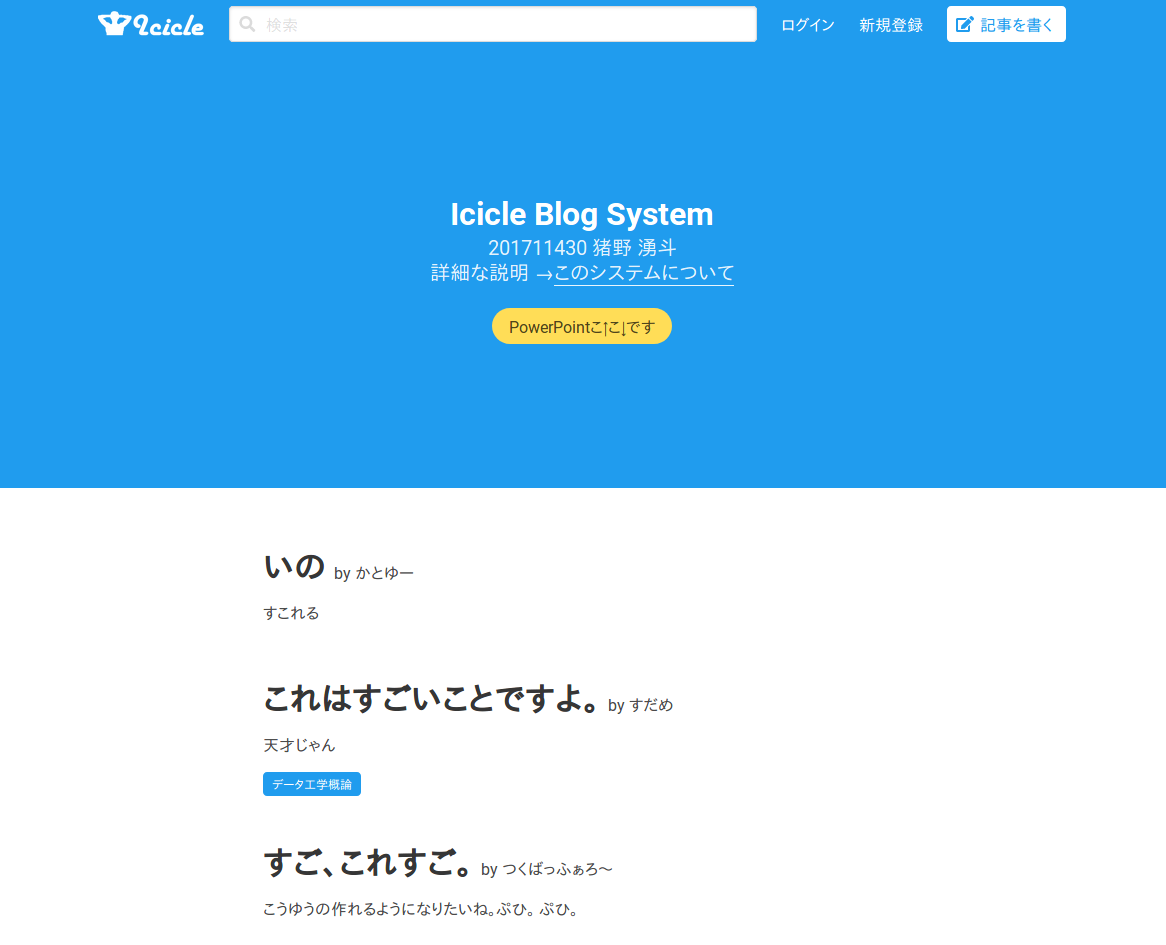 Icicle
検索
ログイン
新規登録
記事を書く
Icicle Blog System
201711430 猪野 湧斗
詳細な説明 →このシステムについて
PowerPointこ↑こ↓です
いの by かとゆー
すこれる
これはすごいことですよ。 by すだめ
天才じゃん
データ工学概論
すご、これすご。 by つくばっふぁろ～
こうゆうの作れるようになりたいね。ぷひ。ぷひ。